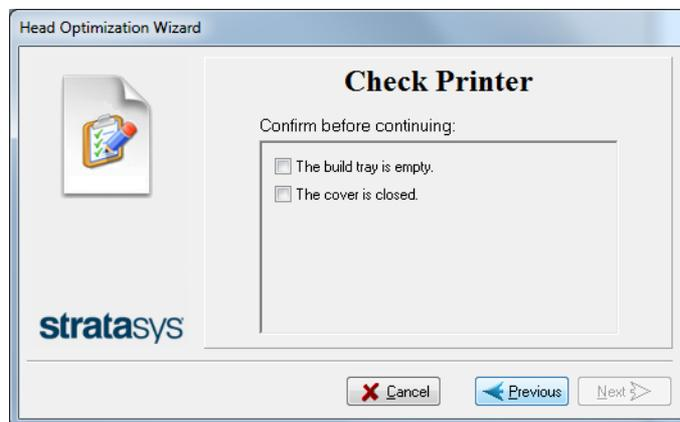 Head Optimization Wizard
Check Printer
Confirm before continuing:
The build tray is empty.
The cover is closed.
stratasys
Cancel
Previous
Next